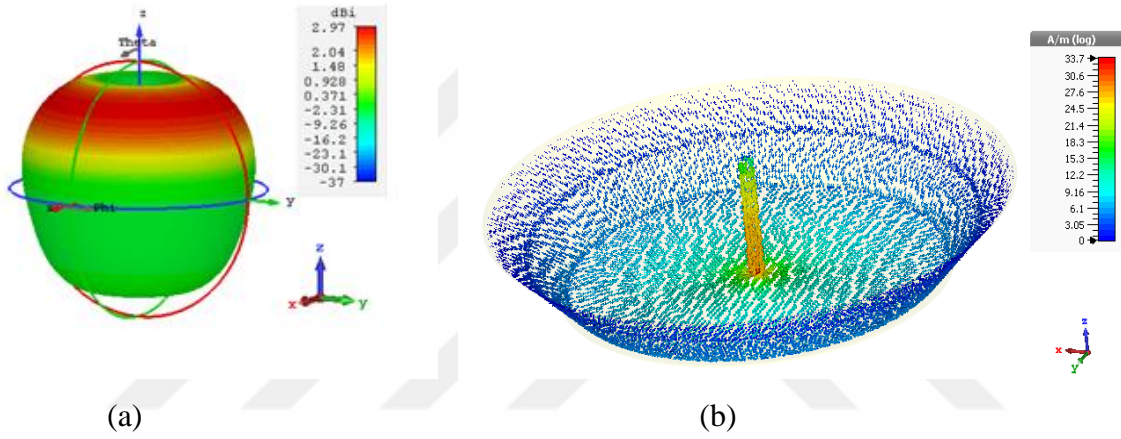 z
dBi
2.97
2.04
1.48
0.928
0.371
-2.31
-9.26
-16.2
-23.1
-30.1
-37
Theta
Phi
y
z
x
y
(a)
A/m (log)
33.7
30.6
27.5
24.5
21.4
18.3
15.3
12.2
9.16
6.1
3.05
0
z
x
y
(b)